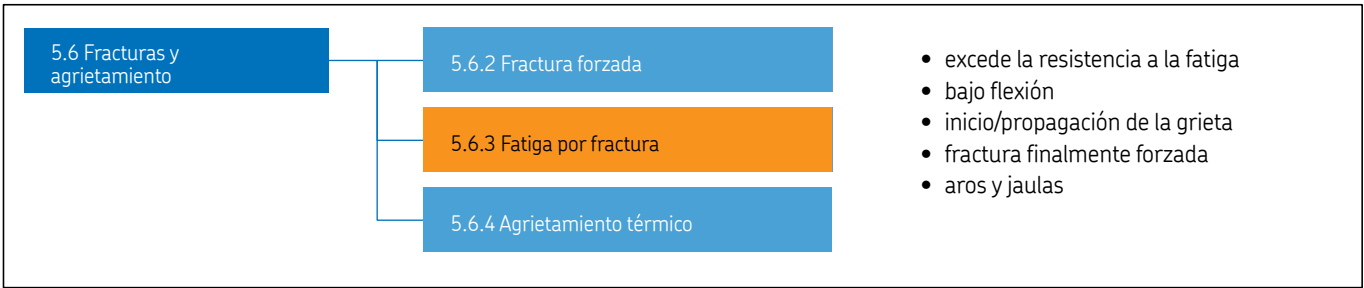 5.6 Fracturas y
agrietamiento
5.6.2 Fractura forzada
5.6.3 Fatiga por fractura
5.6.4 Agrietamiento térmico
• excede la resistencia a la fatiga
• bajo flexión
• inicio/propagación de la grieta
• fractura finalmente forzada
• aros y jaulas